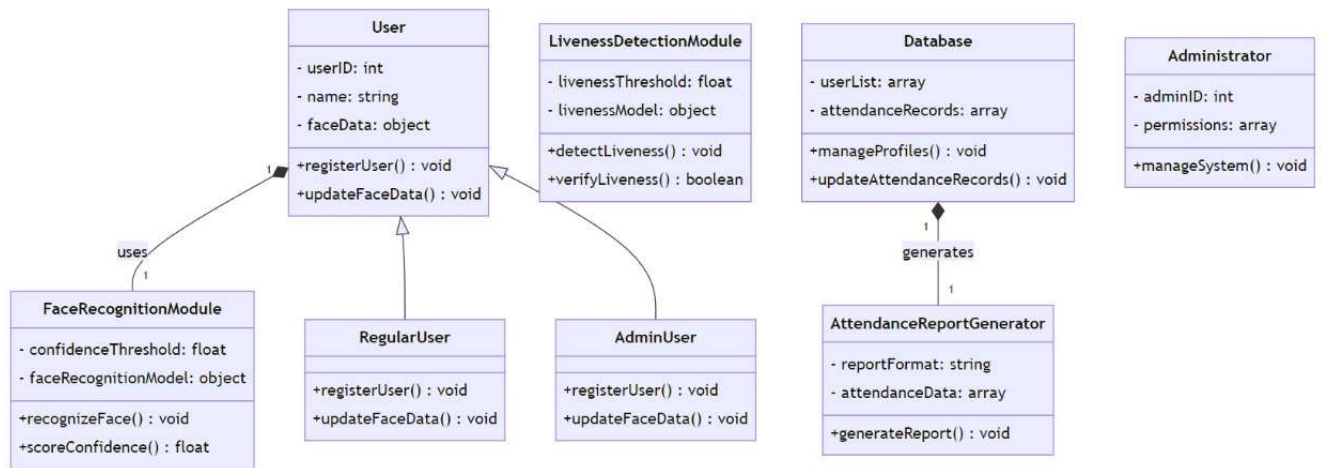 User
- userID: int
- name: string
- faceData: object
+registerUser() : void
+updateFaceData() : void
LivenessDetectionModule
- livenessThreshold: float
- livenessModel: object
+detectLiveness() : void
+verifyLiveness() : boolean
Database
- userList: array
- attendanceRecords: array
+manageProfiles() : void
+updateAttendanceRecords() : void
Administrator
- adminID: int
- permissions: array
+manageSystem() : void
1
uses
1
1
generates
1
FaceRecognitionModule
- confidenceThreshold: float
- faceRecognitionModel: object
+recognizeFace() : void
+scoreConfidence() : float
RegularUser
+registerUser() : void
+updateFaceData() : void
AdminUser
+registerUser() : void
+updateFaceData() : void
AttendanceReportGenerator
- reportFormat: string
- attendanceData: array
+generateReport() : void